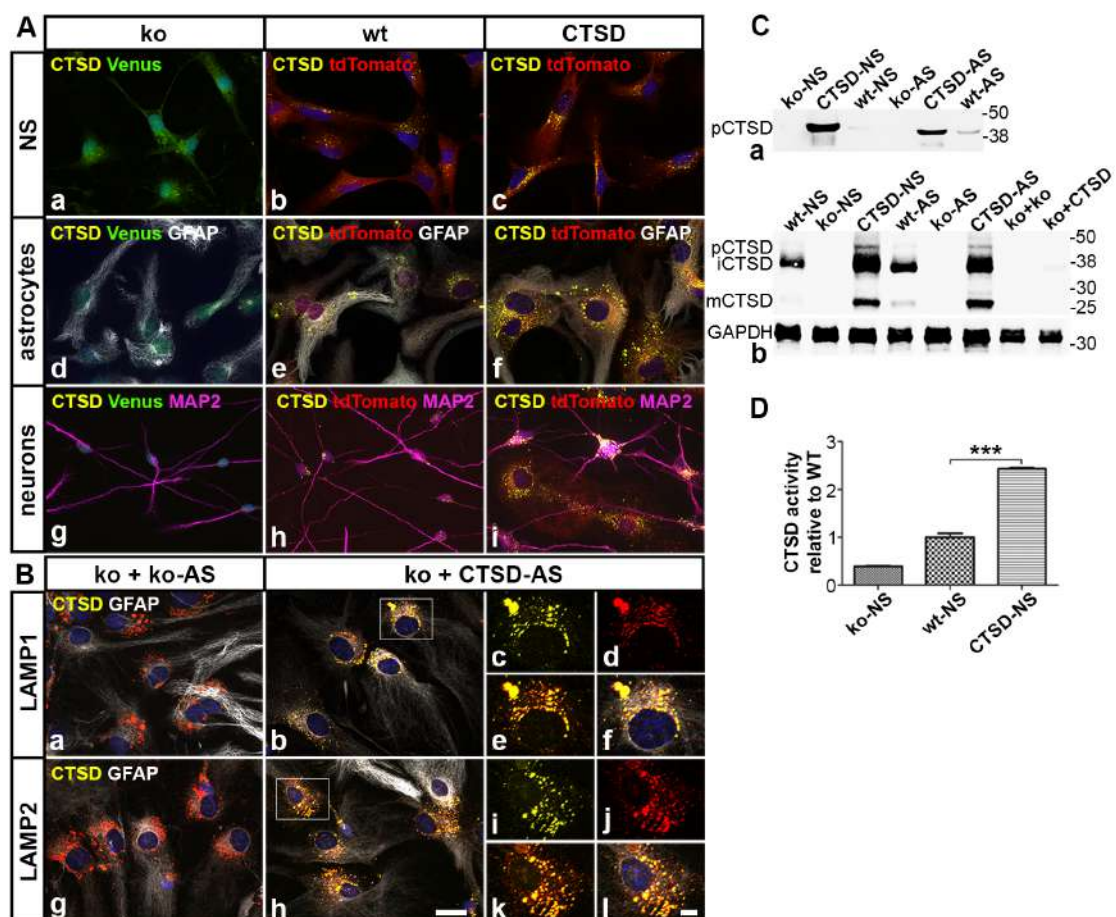 A
ko
wt
CTSD
NS
CTSD Venus
a
CTSD tdTomato
b
CTSD tdTomato
c
astrocytes
CTSD Venus GFAP
d
CTSD tdTomato GFAP
e
CTSD tdTomato GFAP
f
neurons
CTSD Venus MAP2
g
CTSD tdTomato MAP2
h
CTSD tdTomato MAP2
i
B
ko + ko-AS
ko + CTSD-AS
LAMP1
CTSD GFAP
a
b
c
d
e
f
LAMP2
CTSD GFAP
g
h
i
j
k
l
C
ko-NS
CTSD-NS
wt-NS
ko-AS
CTSD-AS
wt-AS
-50
pCTSD
-38
a
wt-NS
ko-NS
CTSD-NS
wt-AS
ko-AS
CTSD-AS
ko+ko
ko+CTSD
-50
pCTSD
iCTSD
-38
-30
mCTSD
-25
GAPDH
-30
b
D
CTSD activity
relative to WT
3
2
1
0
***
ko-NS
wt-NS
CTSD-NS